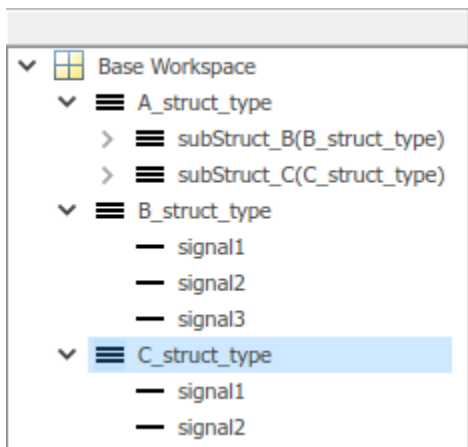 Base Workspace
A_struct_type
subStruct_B(B_struct_type)
subStruct_C(C_struct_type)
B_struct_type
signal1
signal2
signal3
C_struct_type
signal1
signal2